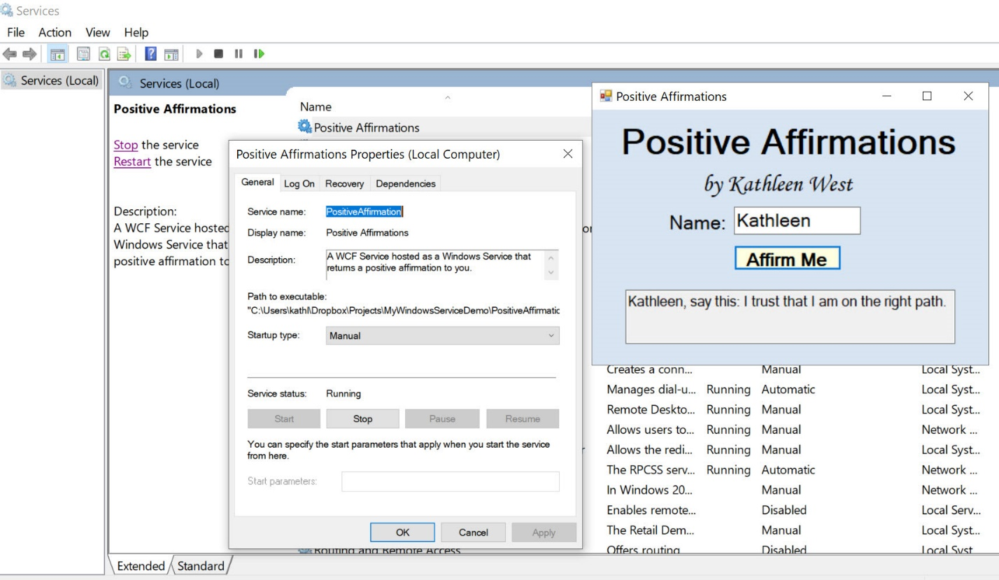 Services
File Action View Help
Services (Local)
Services (Local)
Positive Affirmations
Stop the service
Restart the service
Description:
A WCF Service hosted
Windows Service that
positive affirmation to
Name
Positive Affirmations
Positive Affirmations Properties (Local Computer)
General Log On Recovery Dependencies
Service name: PositiveAffirmation
Display name: Positive Affirmations
Description: A WCF Service hosted as a Windows Service that
returns a positive affirmation to you.
Path to executable:
"C:\Users\kathl\Dropbox\Projects\MyWindowsServiceDemo\PositiveAffirmatic
Startup type: Manual
Service status: Running
Start Stop Pause Resume
You can specify the start parameters that apply when you start the service
from here.
Start parameters:
OK Cancel Apply
Positive Affirmations
Positive Affirmations
by Kathleen West
Name: Kathleen
Affirm Me
Kathleen, say this: I trust that I am on the right path.
Creates a conn... Manual Local Syst...
Manages dial-u... Running Automatic Local Syst...
Remote Deskto... Running Manual Local Syst...
Allows users to... Running Manual Network ...
Allows the redi... Running Manual Local Syst...
The RPCSS serv... Running Automatic Network ...
In Windows 20... Manual Network ...
Enables remote... Disabled Local Serv...
The Retail Dem... Manual Local Syst...
Routing and Remote Access Offers routing Disabled Local Syst
Extended Standard